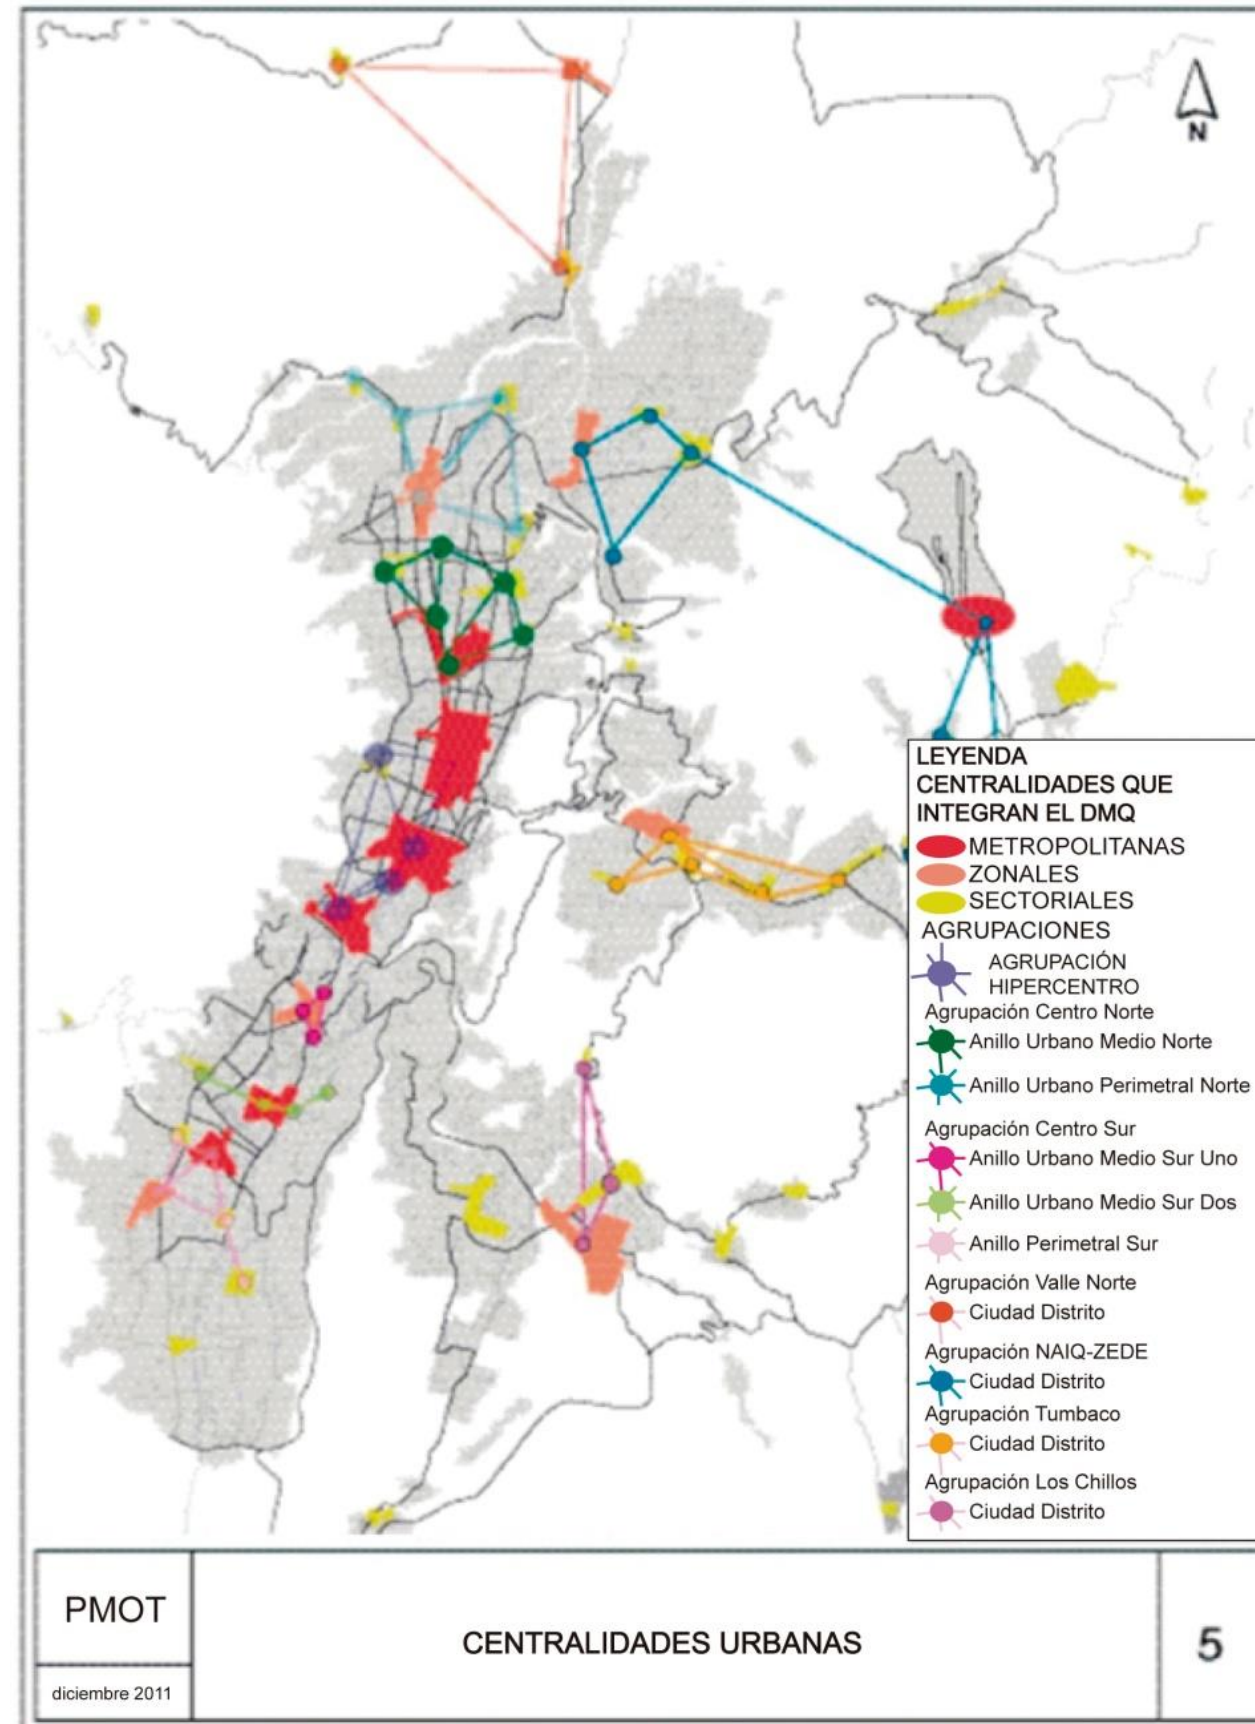 N
LEYENDA
CENTRALIDADES QUE
INTEGRAN EL DMQ
METROPOLITANAS
ZONALES
SECTORIALES
AGRUPACIONES
AGRUPACIÓN
HIPERCENTRO
Agrupación Centro Norte
Anillo Urbano Medio Norte
Anillo Urbano Perimetral Norte
Agrupación Centro Sur
Anillo Urbano Medio Sur Uno
Anillo Urbano Medio Sur Dos
Anillo Perimetral Sur
Agrupación Valle Norte
Ciudad Distrito
Agrupación NAIQ-ZEDE
Ciudad Distrito
Agrupación Tumbaco
Ciudad Distrito
Agrupación Los Chillos
Ciudad Distrito
PMOT
diciembre 2011
CENTRALIDADES URBANAS
5